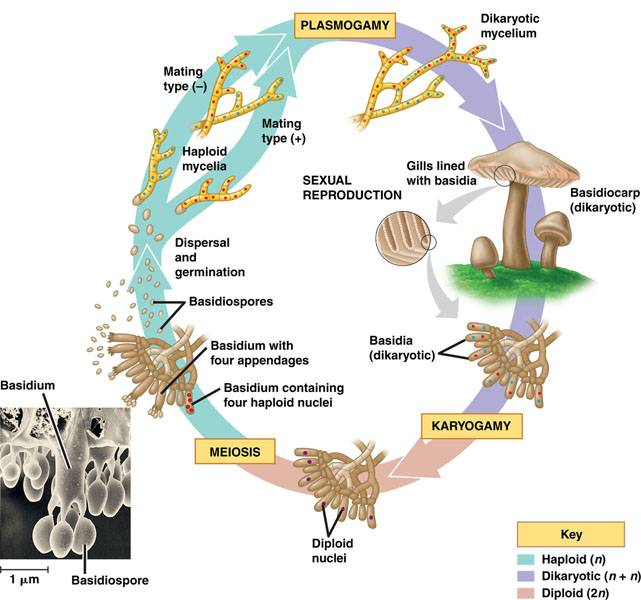 PLASMOGAMY
Dikaryotic
mycelium
Mating
type (–)
Mating
type (+)
Haploid
mycelia
SEXUAL
REPRODUCTION
Gills lined
with basidia
Basidiocarp
(dikaryotic)
Dispersal
and
germination
Basidiospores
Basidia
(dikaryotic)
Basidium with
four appendages
Basidium containing
four haploid nuclei
Basidium
KARYOGAMY
MEIOSIS
Diploid
nuclei
1 μm
Basidiospore
Key
Haploid (n)
Dikaryotic (n + n)
Diploid (2n)